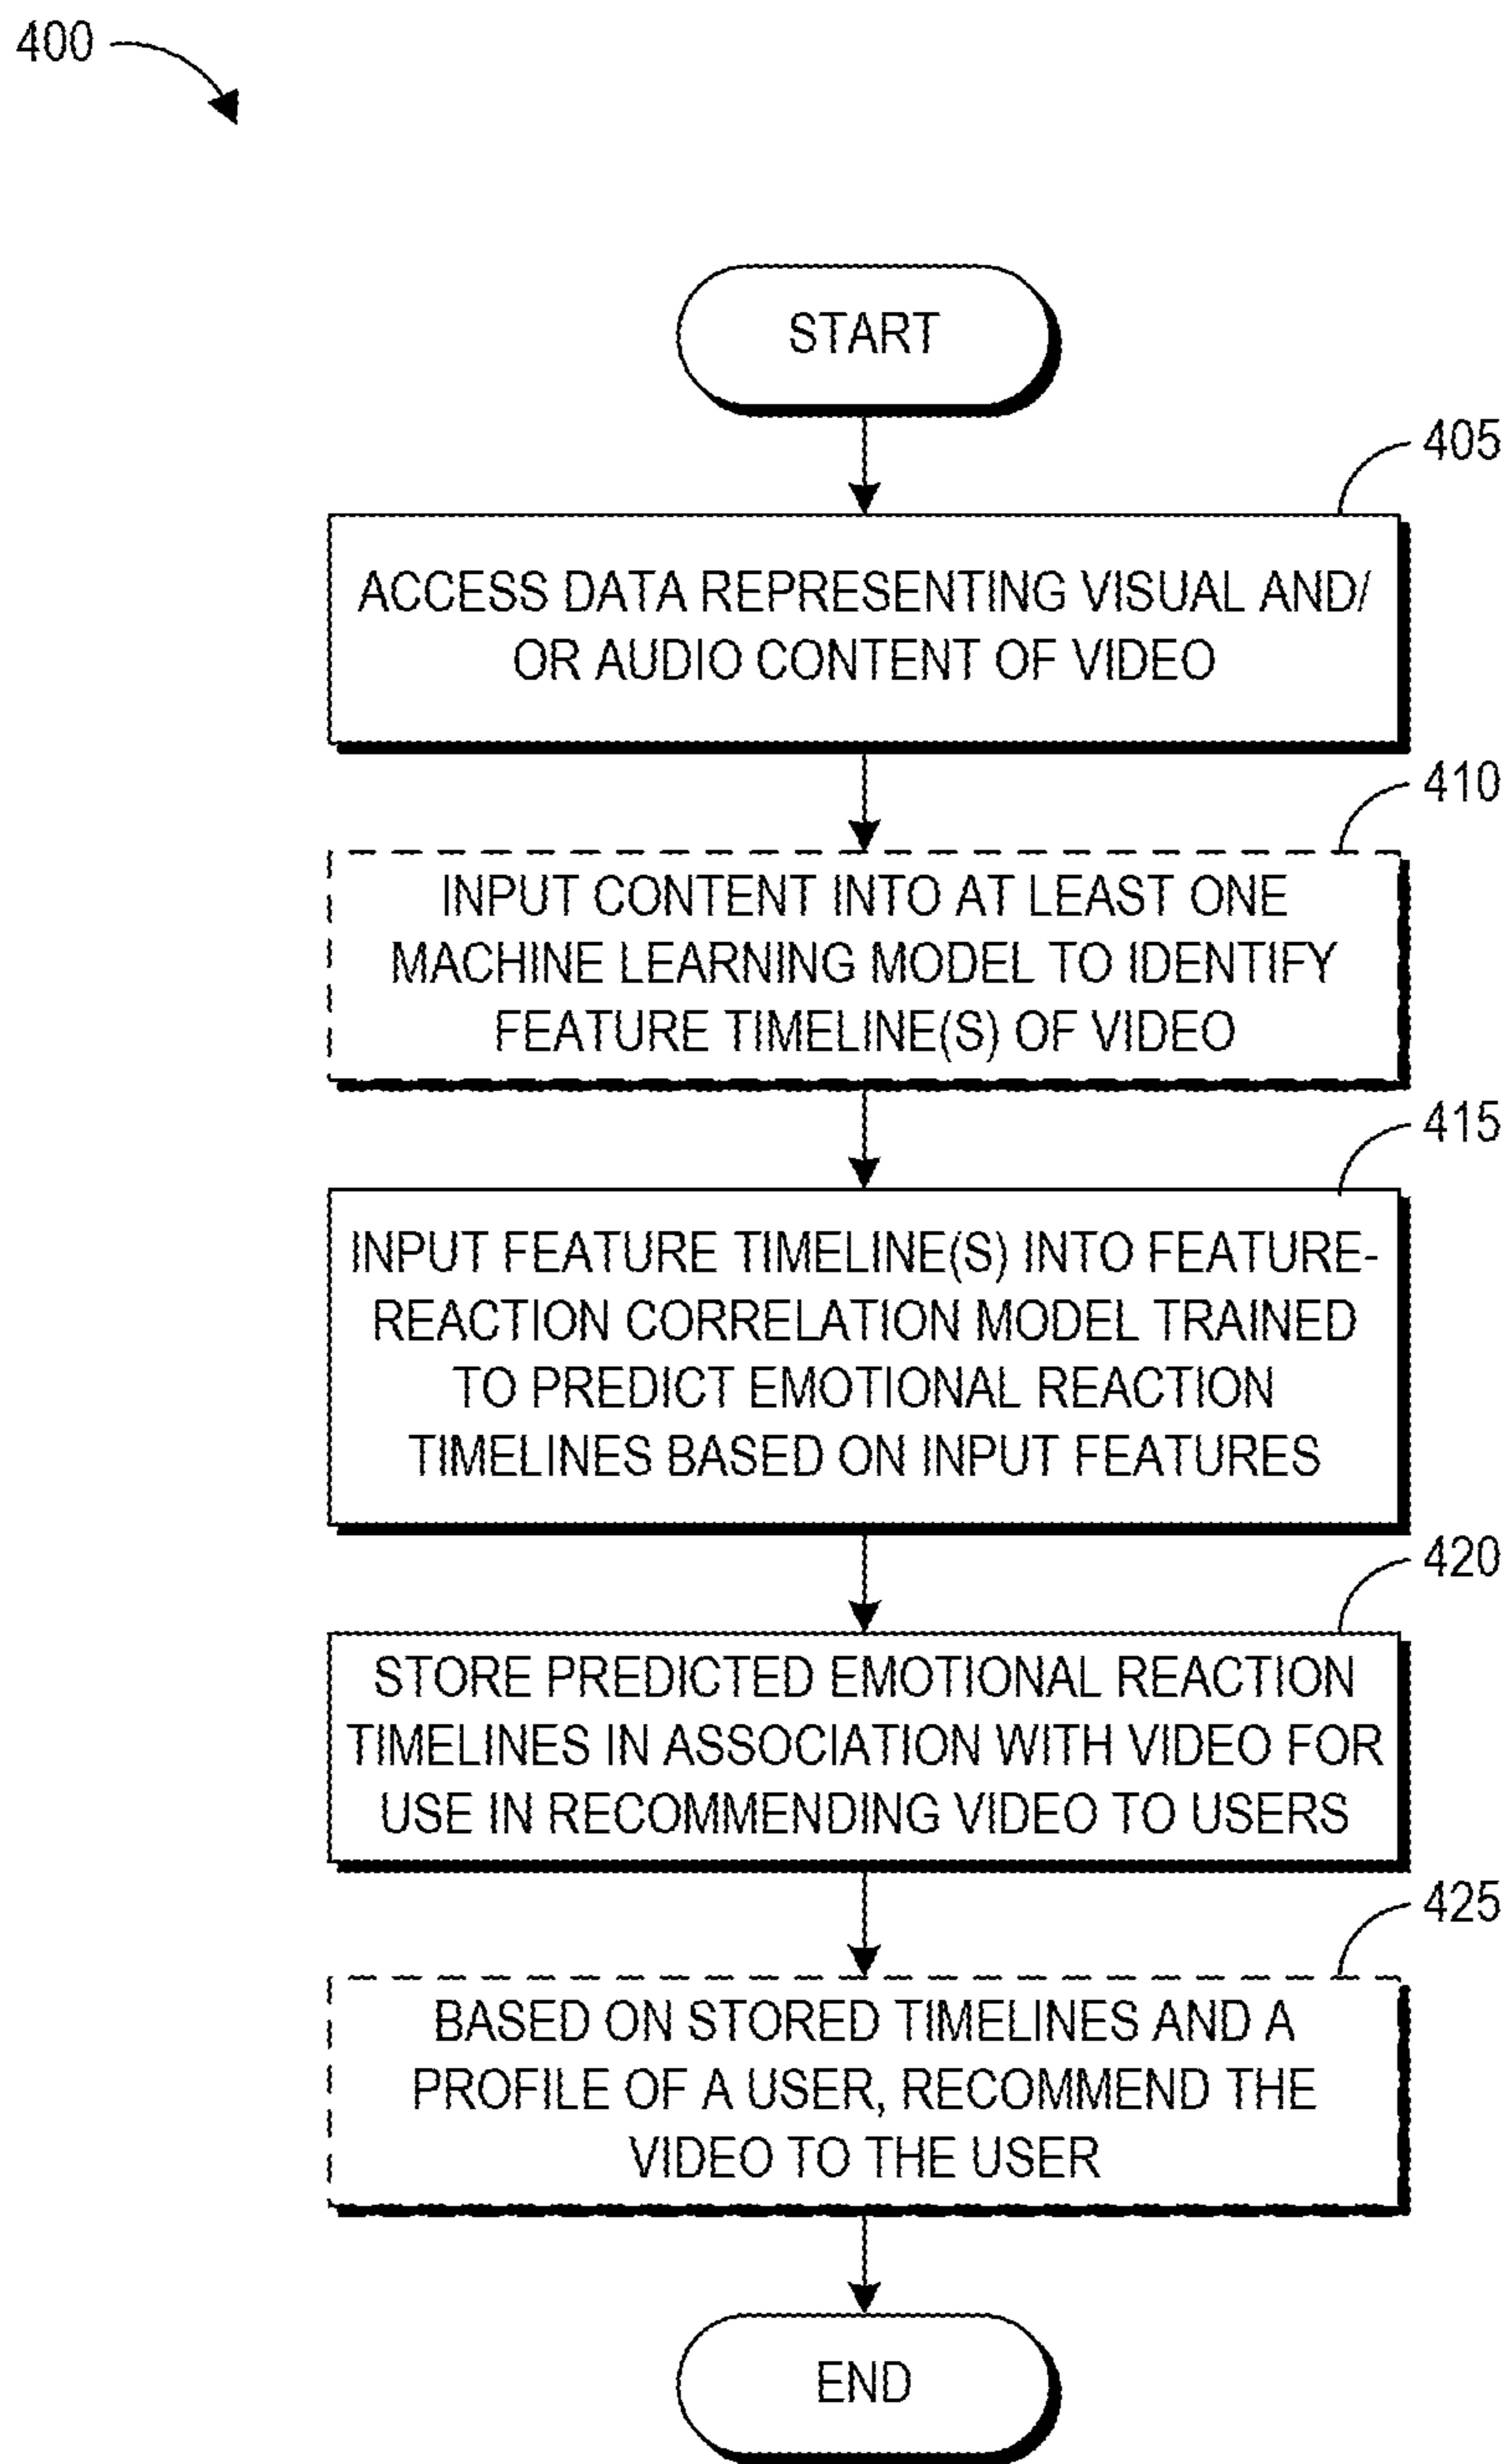 400
START
405
ACCESS DATA REPRESENTING VISUAL AND/
OR AUDIO CONTENT OF VIDEO
410
INPUT CONTENT INTO AT LEAST ONE
MACHINE LEARNING MODEL TO IDENTIFY
FEATURE TIMELINE(S) OF VIDEO
415
INPUT FEATURE TIMELINE(S) INTO FEATURE-
REACTION CORRELATION MODEL TRAINED
TO PREDICT EMOTIONAL REACTION
TIMELINES BASED ON INPUT FEATURES
420
STORE PREDICTED EMOTIONAL REACTION
TIMELINES IN ASSOCIATION WITH VIDEO FOR
USE IN RECOMMENDING VIDEO TO USERS
425
BASED ON STORED TIMELINES AND A
PROFILE OF A USER, RECOMMEND THE
VIDEO TO THE USER
END